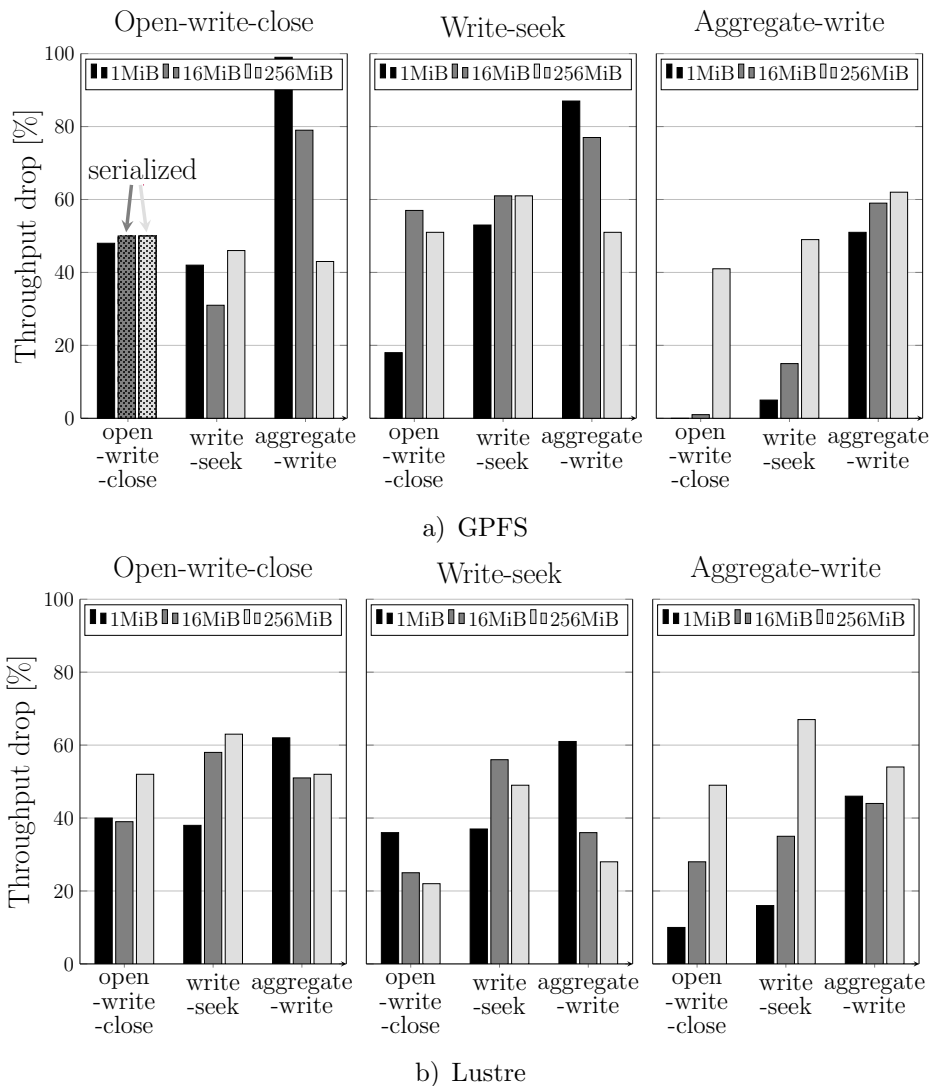 Open-write-close Write-seek Aggregate-write
1MiB 16MiB 256MiB 1MiB 16MiB 256MiB 1MiB 16MiB 256MiB
Throughput drop [%]
100
80
60
40
20
0
serialized
open write aggregate open write aggregate open write aggregate
-write -seek -write -write -seek -write -write -seek -write
-close -close -close
a) GPFS
Open-write-close Write-seek Aggregate-write
1MiB 16MiB 256MiB 1MiB 16MiB 256MiB 1MiB 16MiB 256MiB
Throughput drop [%]
100
80
60
40
20
0
open write aggregate open write aggregate open write aggregate
-write -seek -write -write -seek -write -write -seek -write
-close -close -close
b) Lustre